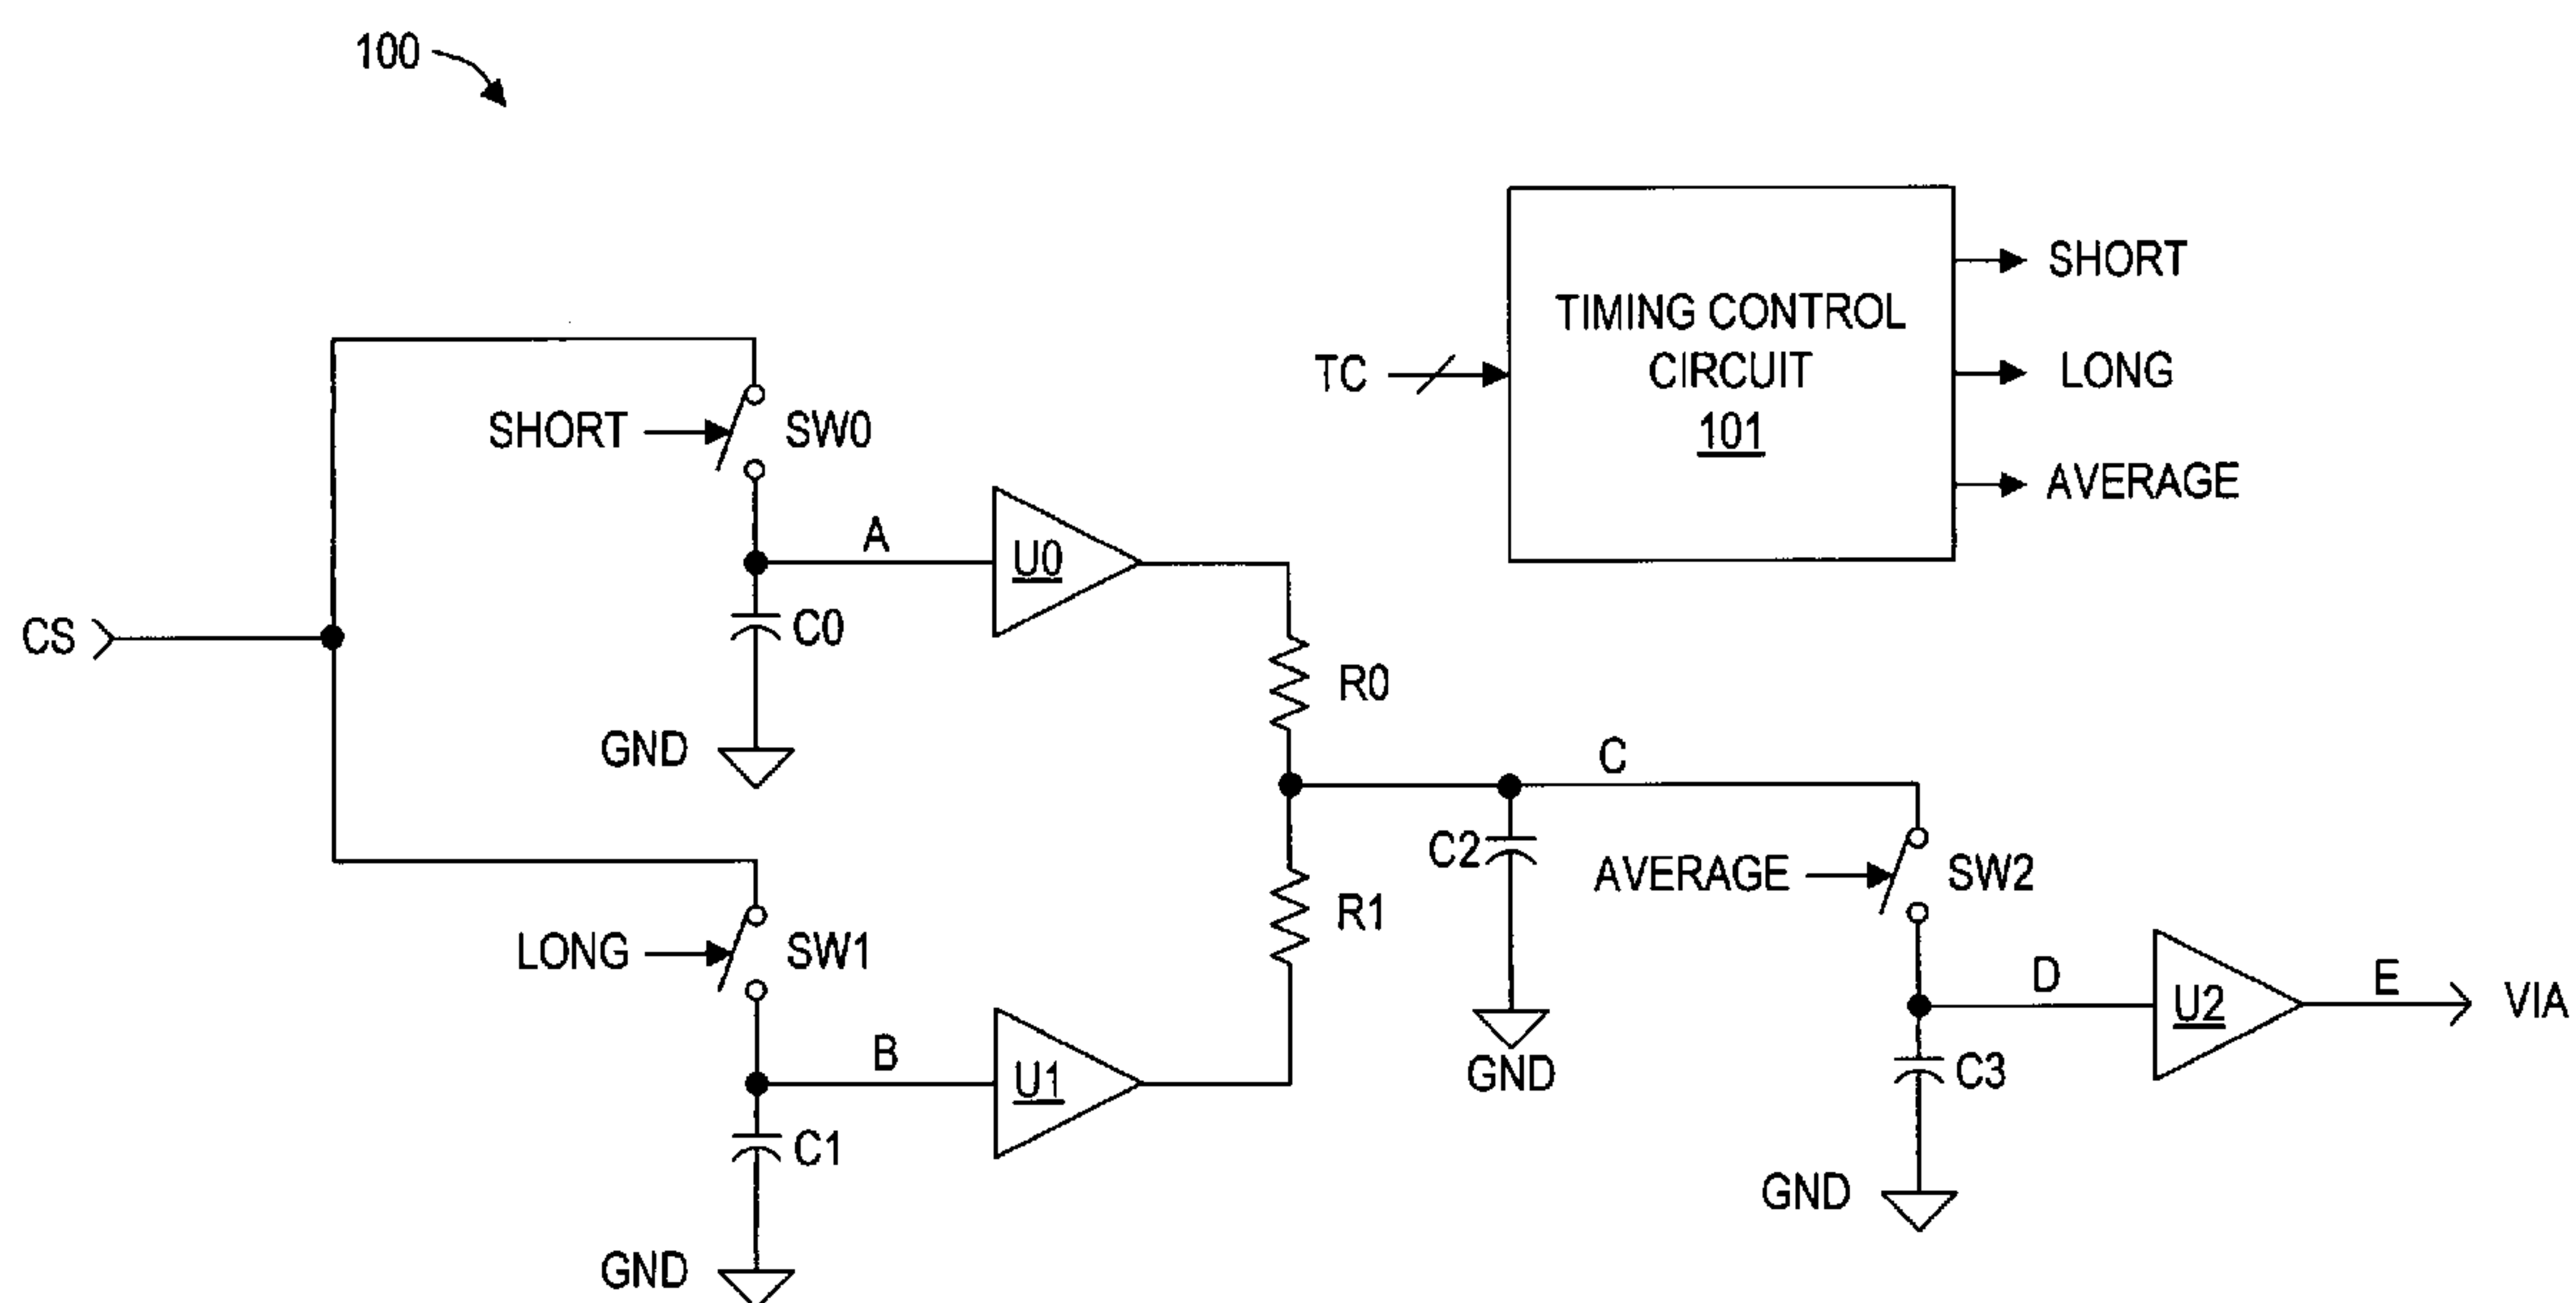 100
SHORT
TIMING CONTROL
CIRCUIT
101
TC
LONG
AVERAGE
SHORT
SW0
A
U0
CS
C0
R0
GND
C
C2
AVERAGE
SW2
R1
LONG
SW1
D
U2
E
VIA
B
U1
GND
C3
C1
GND
GND